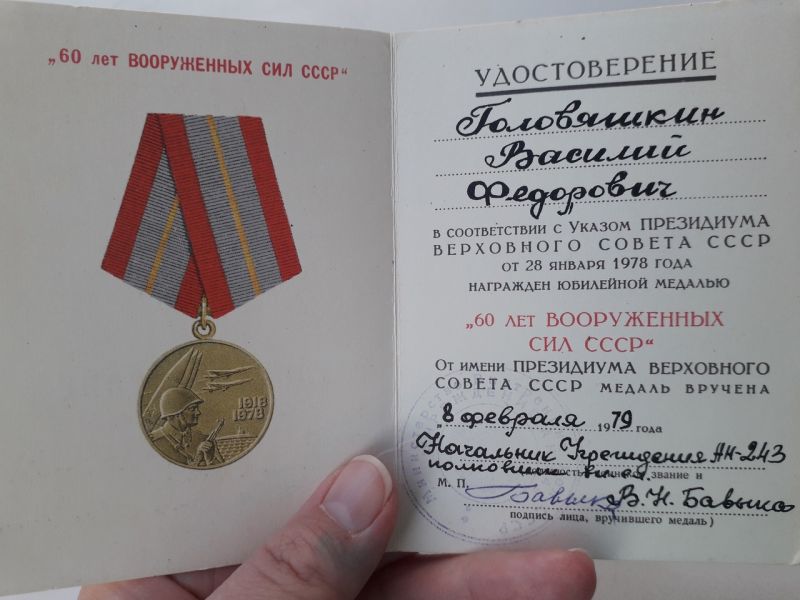 „60 лет ВООРУЖЕННЫХ СИЛ СССР“
1918
1978
УДОСТОВЕРЕНИЕ
Головяшкин
Василий
Федорович
В СООТВЕТСТВИИ С УКАЗОМ ПРЕЗИДИУМА
ВЕРХОВНОГО СОВЕТА СССР
ОТ 28 ЯНВАРЯ 1978 ГОДА
НАГРАЖДЕН ЮБИЛЕЙНОЙ МЕДАЛЬЮ
„60 ЛЕТ ВООРУЖЕННЫХ
СИЛ СССР“
ОТ ИМЕНИ ПРЕЗИДИУМА ВЕРХОВНОГО
СОВЕТА СССР МЕДАЛЬ ВРУЧЕНА
„8 февраля 1979 года
Начальник Учреждения АН-243
звание и
М. П. В. Н. Бавыка
подпись лица, вручившего медаль)